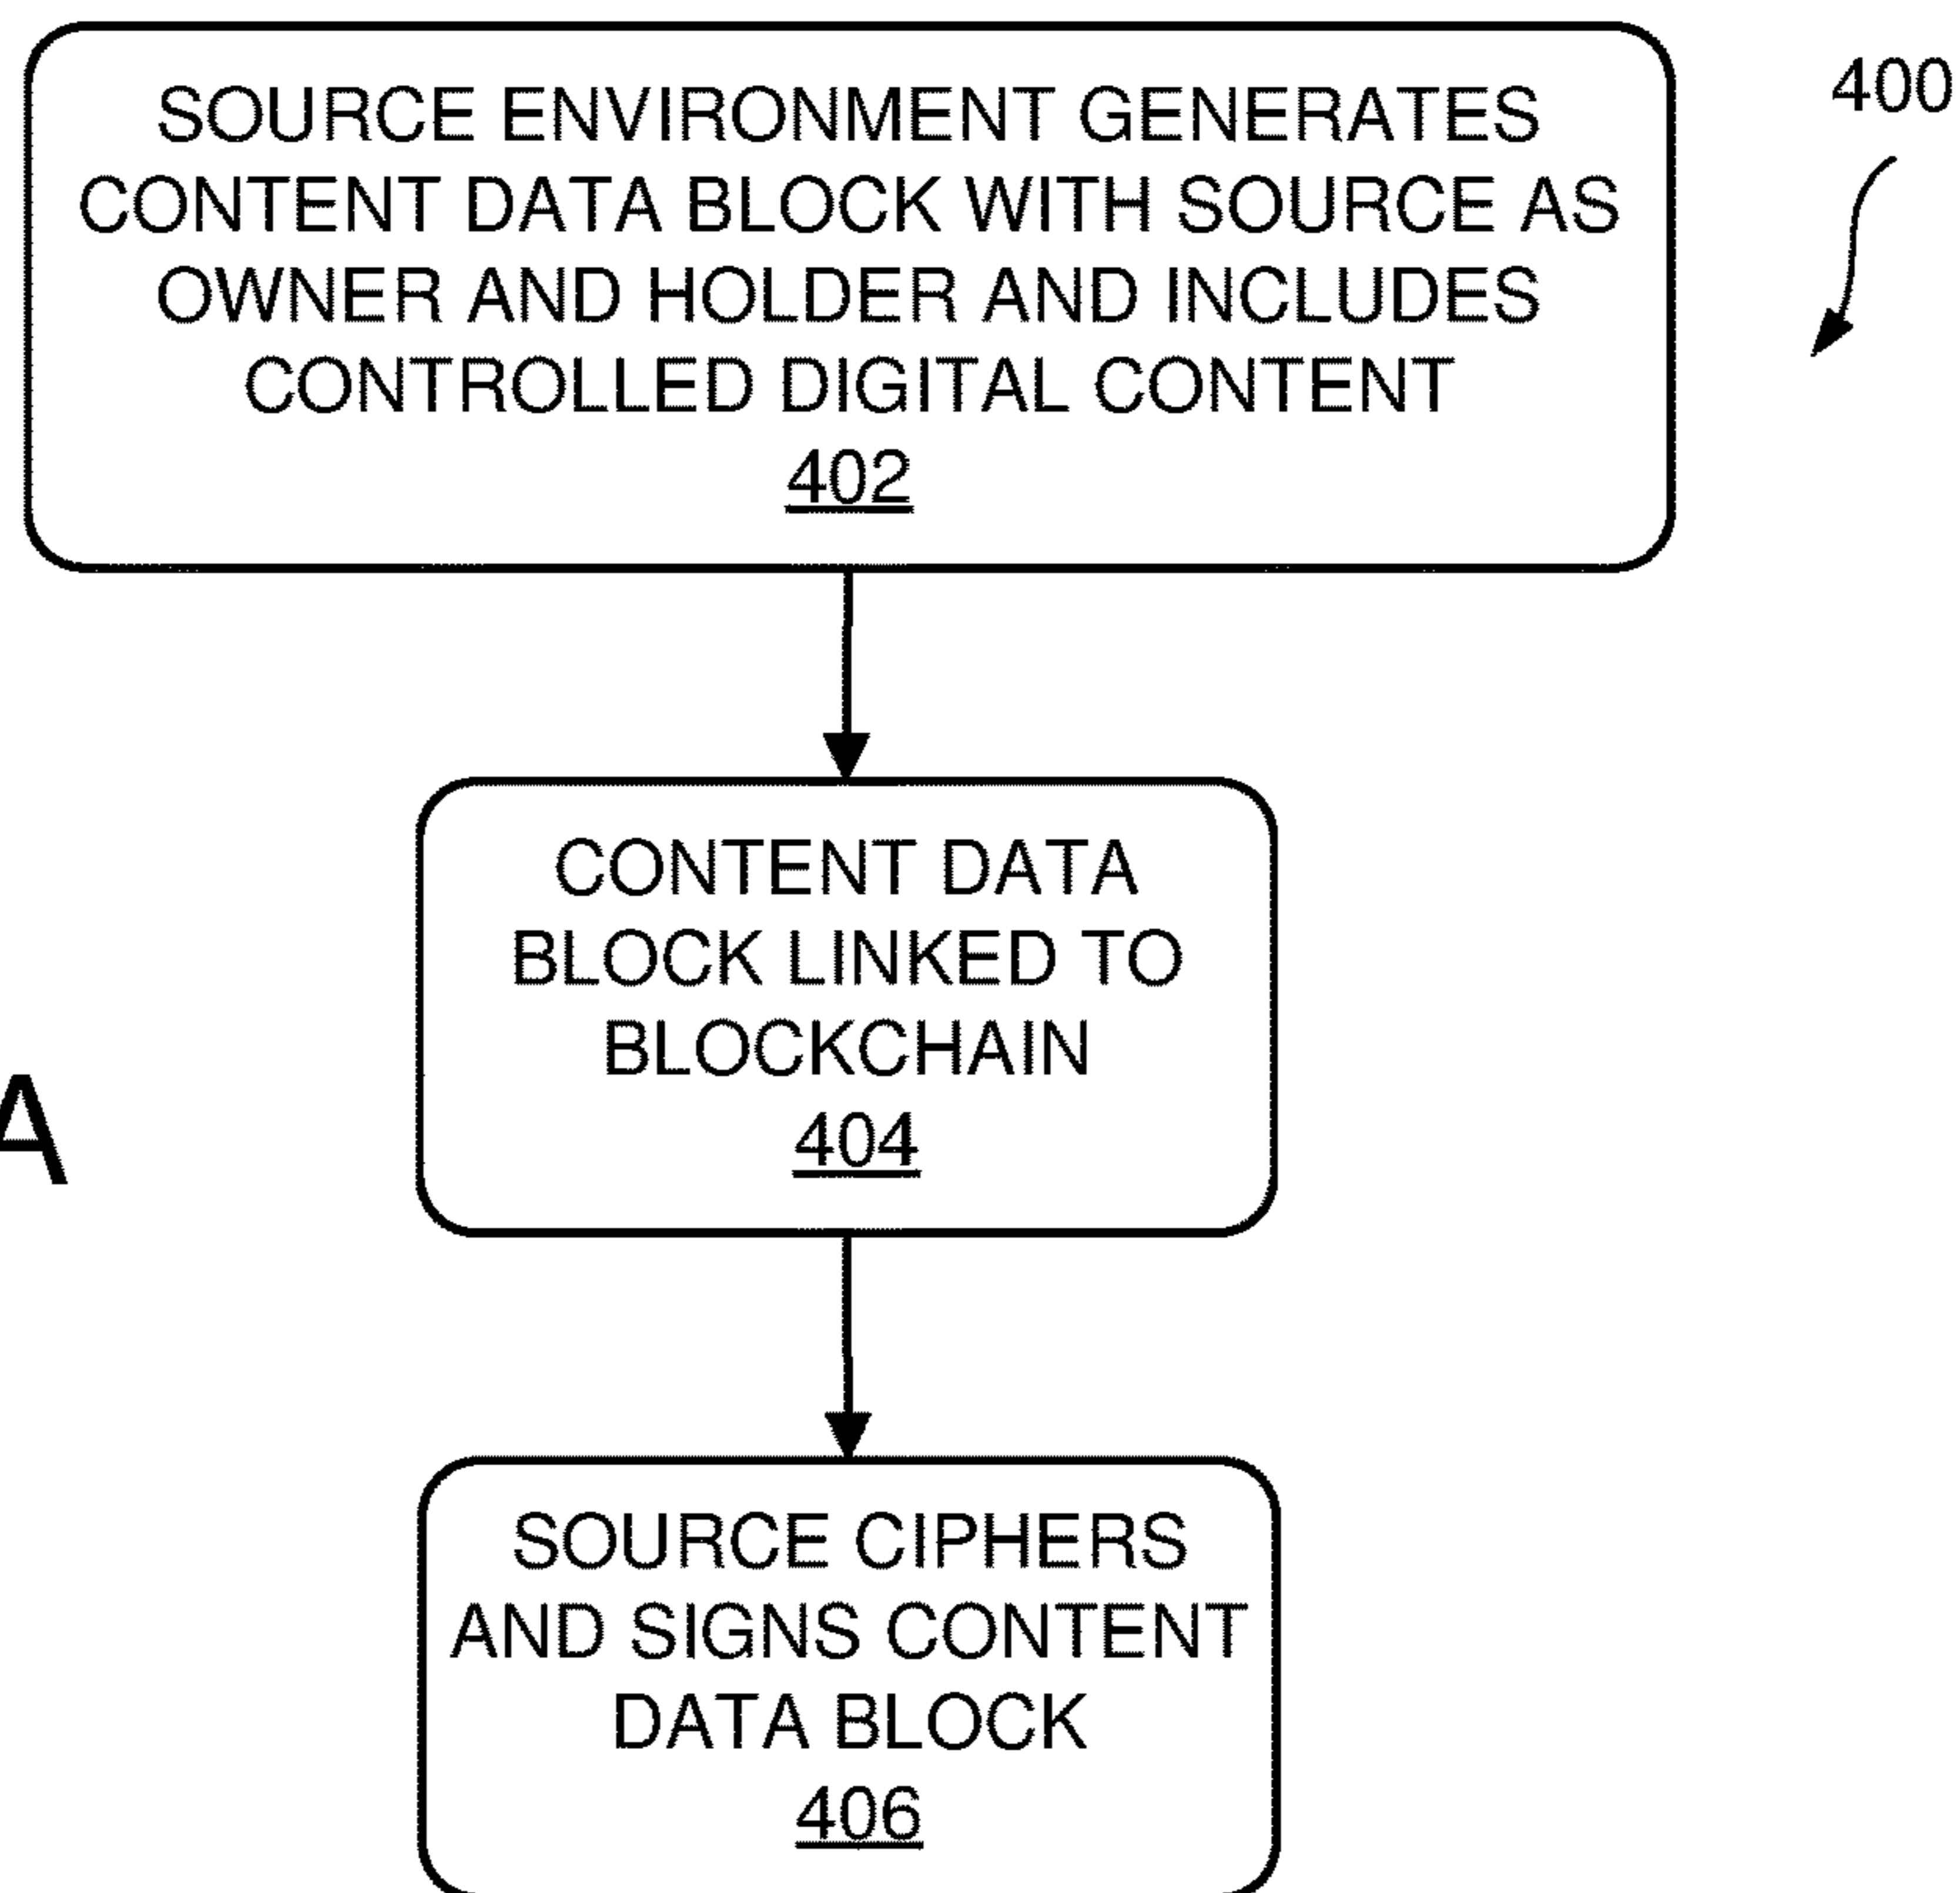 SOURCE ENVIRONMENT GENERATES
CONTENT DATA BLOCK WITH SOURCE AS
OWNER AND HOLDER AND INCLUDES
CONTROLLED DIGITAL CONTENT
402
400
CONTENT DATA
BLOCK LINKED TO
BLOCKCHAIN
404
A
SOURCE CIPHERS
AND SIGNS CONTENT
DATA BLOCK
406